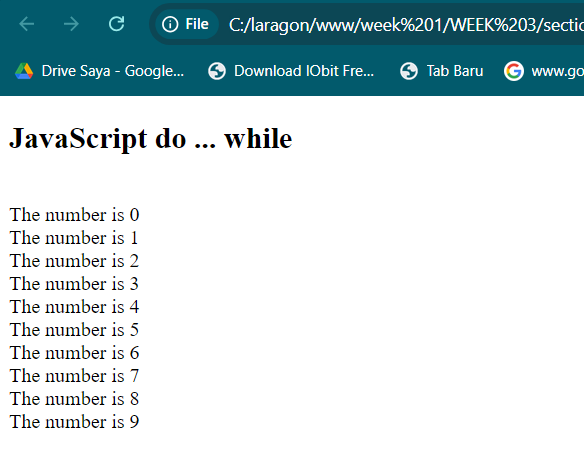 File C:/laragon/www/week%201/WEEK%203/sectio
Drive Saya - Google... Download IObit Fre... Tab Baru www.go
JavaScript do ... while
The number is 0
The number is 1
The number is 2
The number is 3
The number is 4
The number is 5
The number is 6
The number is 7
The number is 8
The number is 9